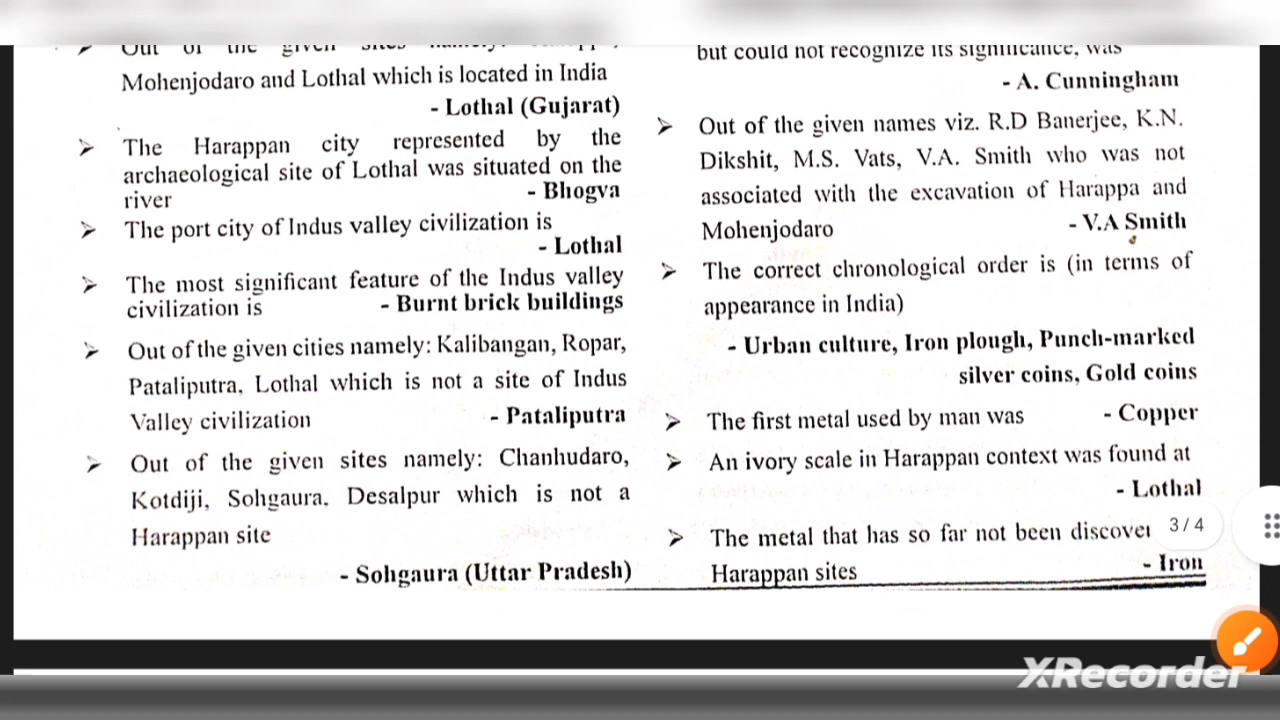 Out of the given sites namely:
Mohenjodaro and Lothal which is located in India
- Lothal (Gujarat)
➢ The Harappan city represented by the
archaeological site of Lothal was situated on the
river - Bhogva
➢ The port city of Indus valley civilization is
- Lothal
➢ The most significant feature of the Indus valley
civilization is - Burnt brick buildings
➢ Out of the given cities namely: Kalibangan, Ropar,
Pataliputra, Lothal which is not a site of Indus
Valley civilization - Pataliputra
➢ Out of the given sites namely: Chanhudaro,
Kotdiji, Sohgaura, Desalpur which is not a
Harappan site
- Sohgaura (Uttar Pradesh)
but could not recognize its significance, was
- A. Cunningham
➢ Out of the given names viz. R.D Banerjee, K.N.
Dikshit, M.S. Vats, V.A. Smith who was not
associated with the excavation of Harappa and
Mohenjodaro - V.A Smith
➢ The correct chronological order is (in terms of
appearance in India)
- Urban culture, Iron plough, Punch-marked
silver coins, Gold coins
➢ The first metal used by man was - Copper
➢ An ivory scale in Harappan context was found at
- Lothal
➢ The metal that has so far not been discover
Harappan sites - Iron
3 / 4
XRecorder